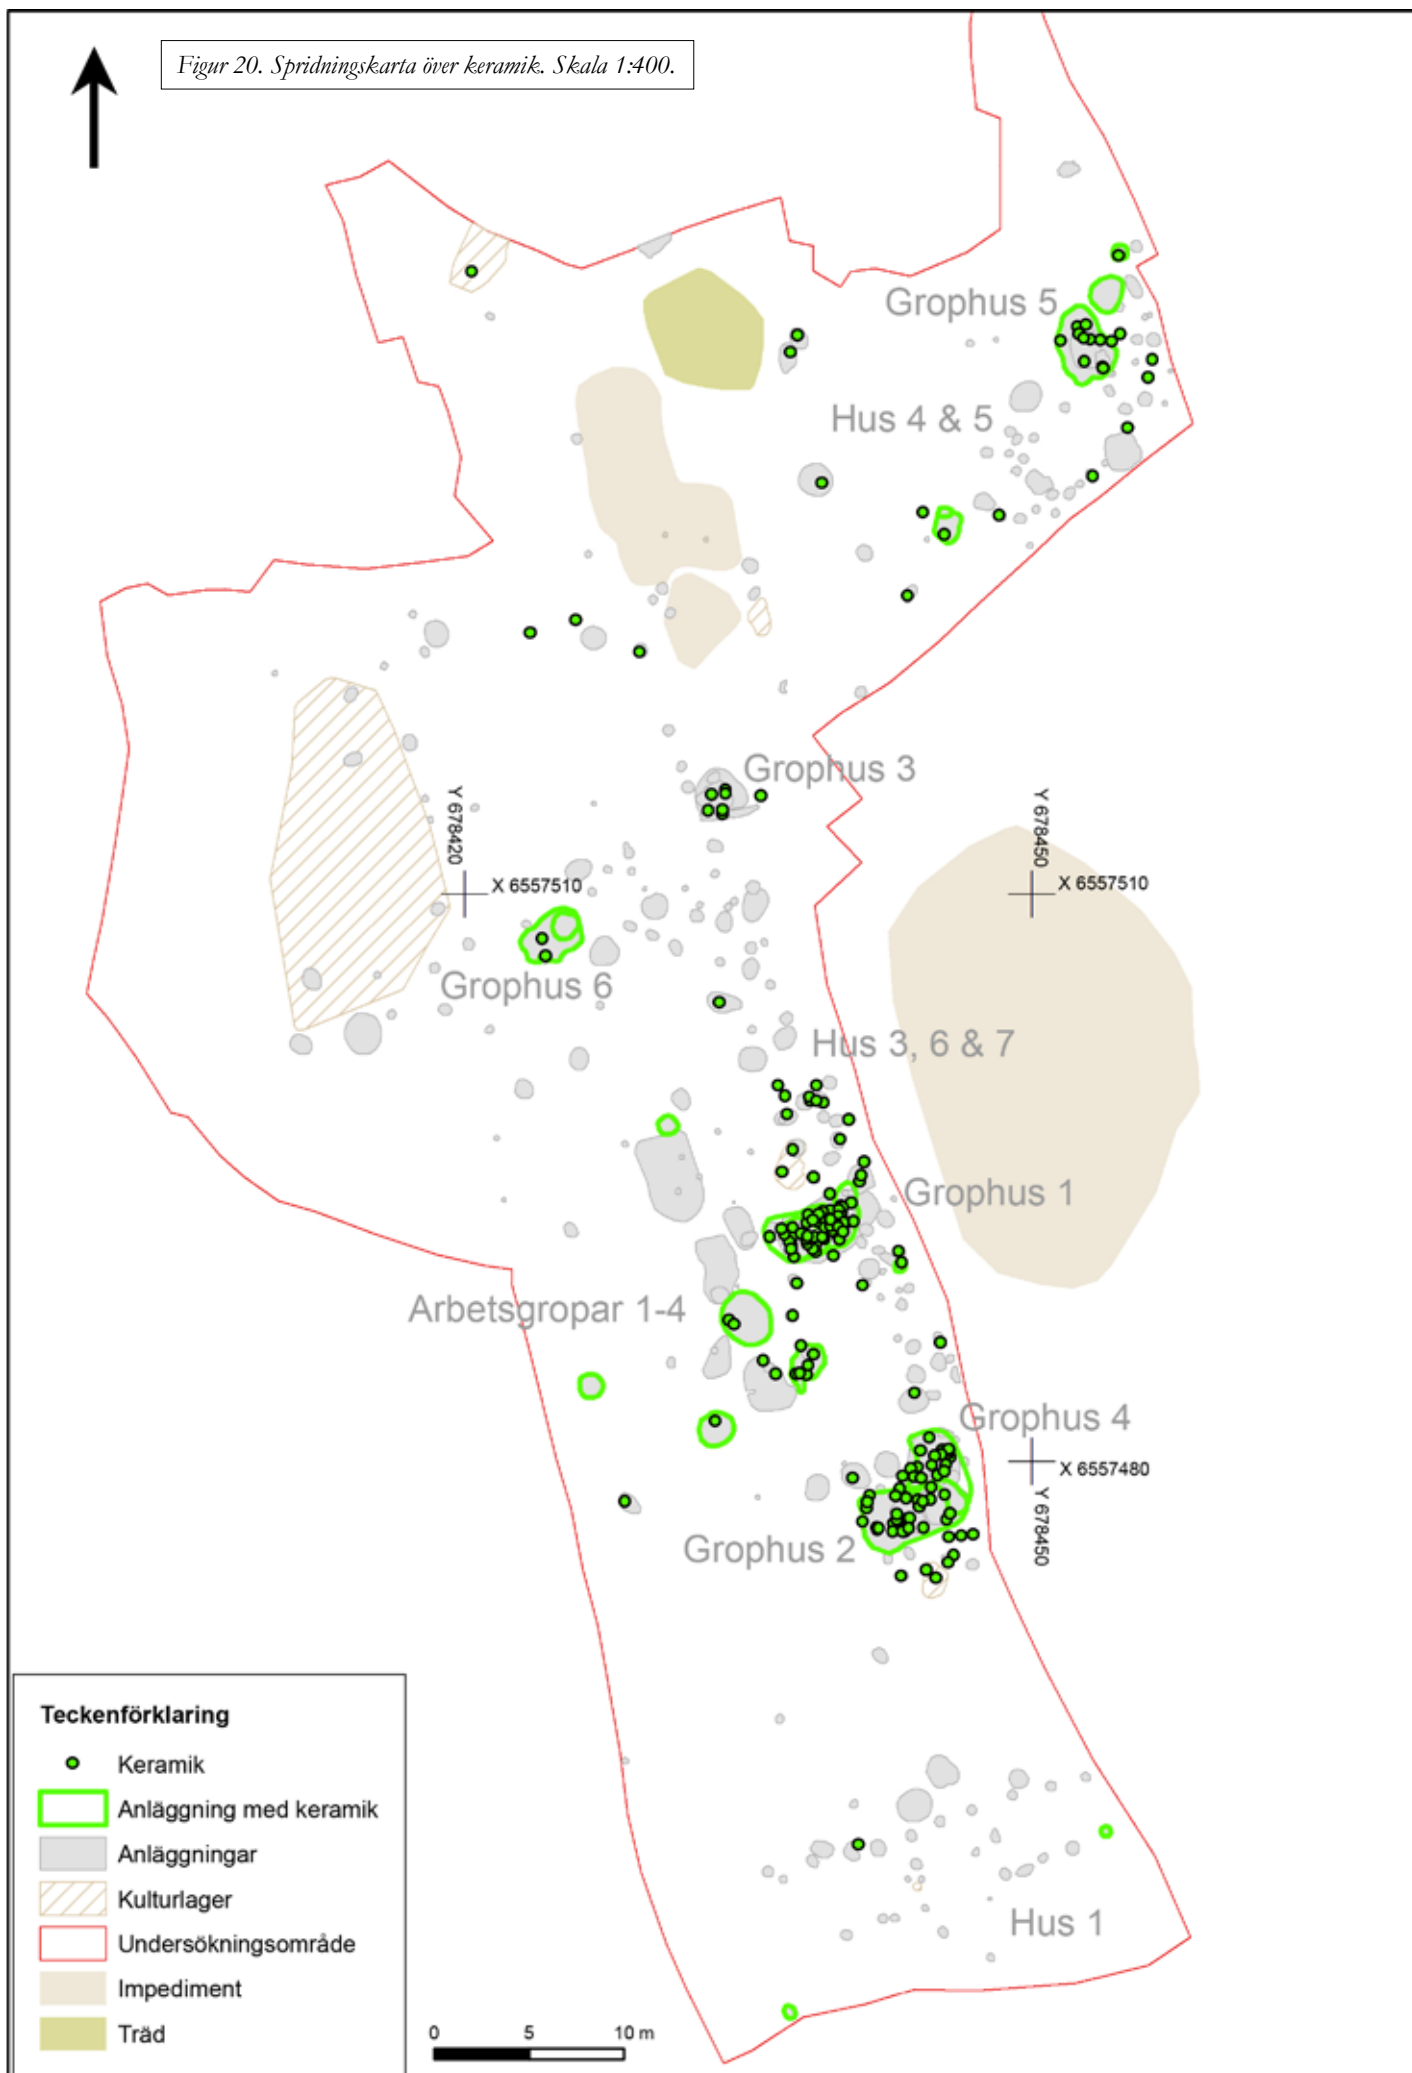 Figur 20. Spridningskarta över keramik. Skala 1:400.
Grophus 5
Hus 4 & 5
Grophus 3
Y 678420
X 6557510
Y 678450
X 6557510
Grophus 6
Hus 3, 6 & 7
Grophus 1
Arbetsgropar 1-4
Grophus 4
X 6557480
Y 678450
Grophus 2
Hus 1
Teckenförklaring
Keramik
Anläggning med keramik
Anläggningar
Kulturlager
Undersökningsområde
Impediment
Träd
0 5 10 m